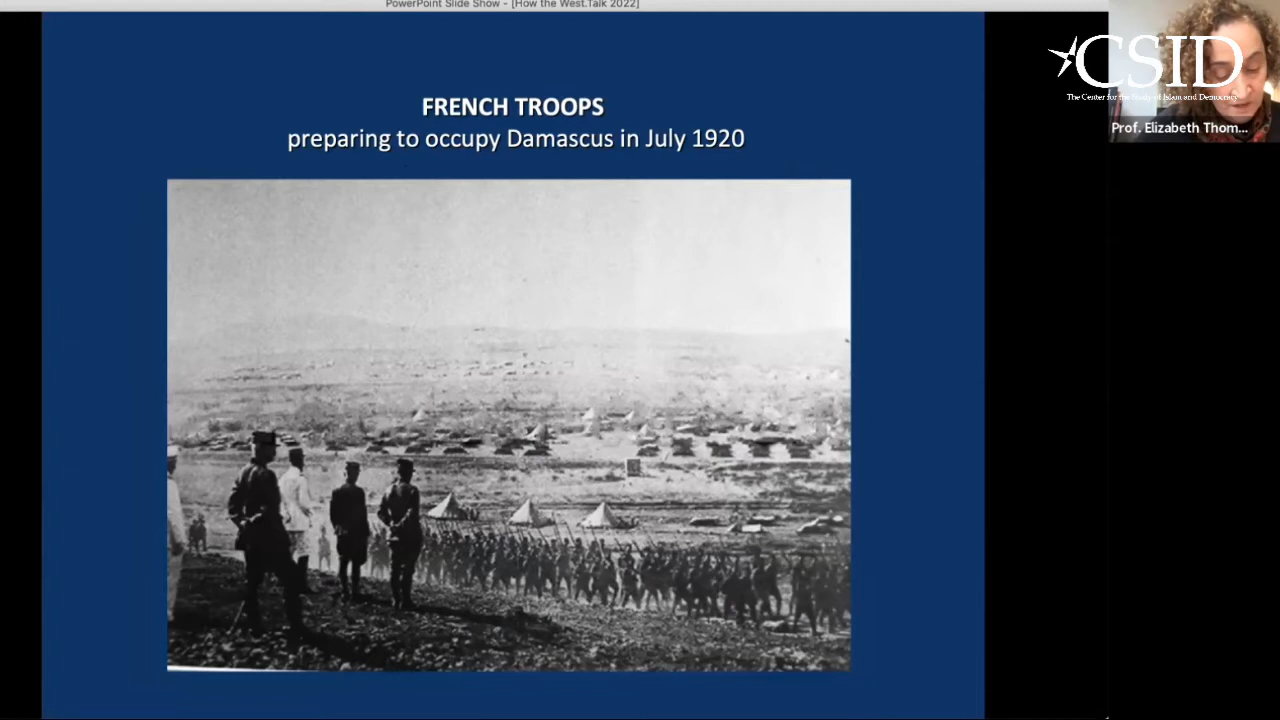 PowerPoint Slide Show - [How the West.Talk 2022]
CSID
The Center for the Study of Islam and Democracy
Prof. Elizabeth Thom...
FRENCH TROOPS
preparing to occupy Damascus in July 1920